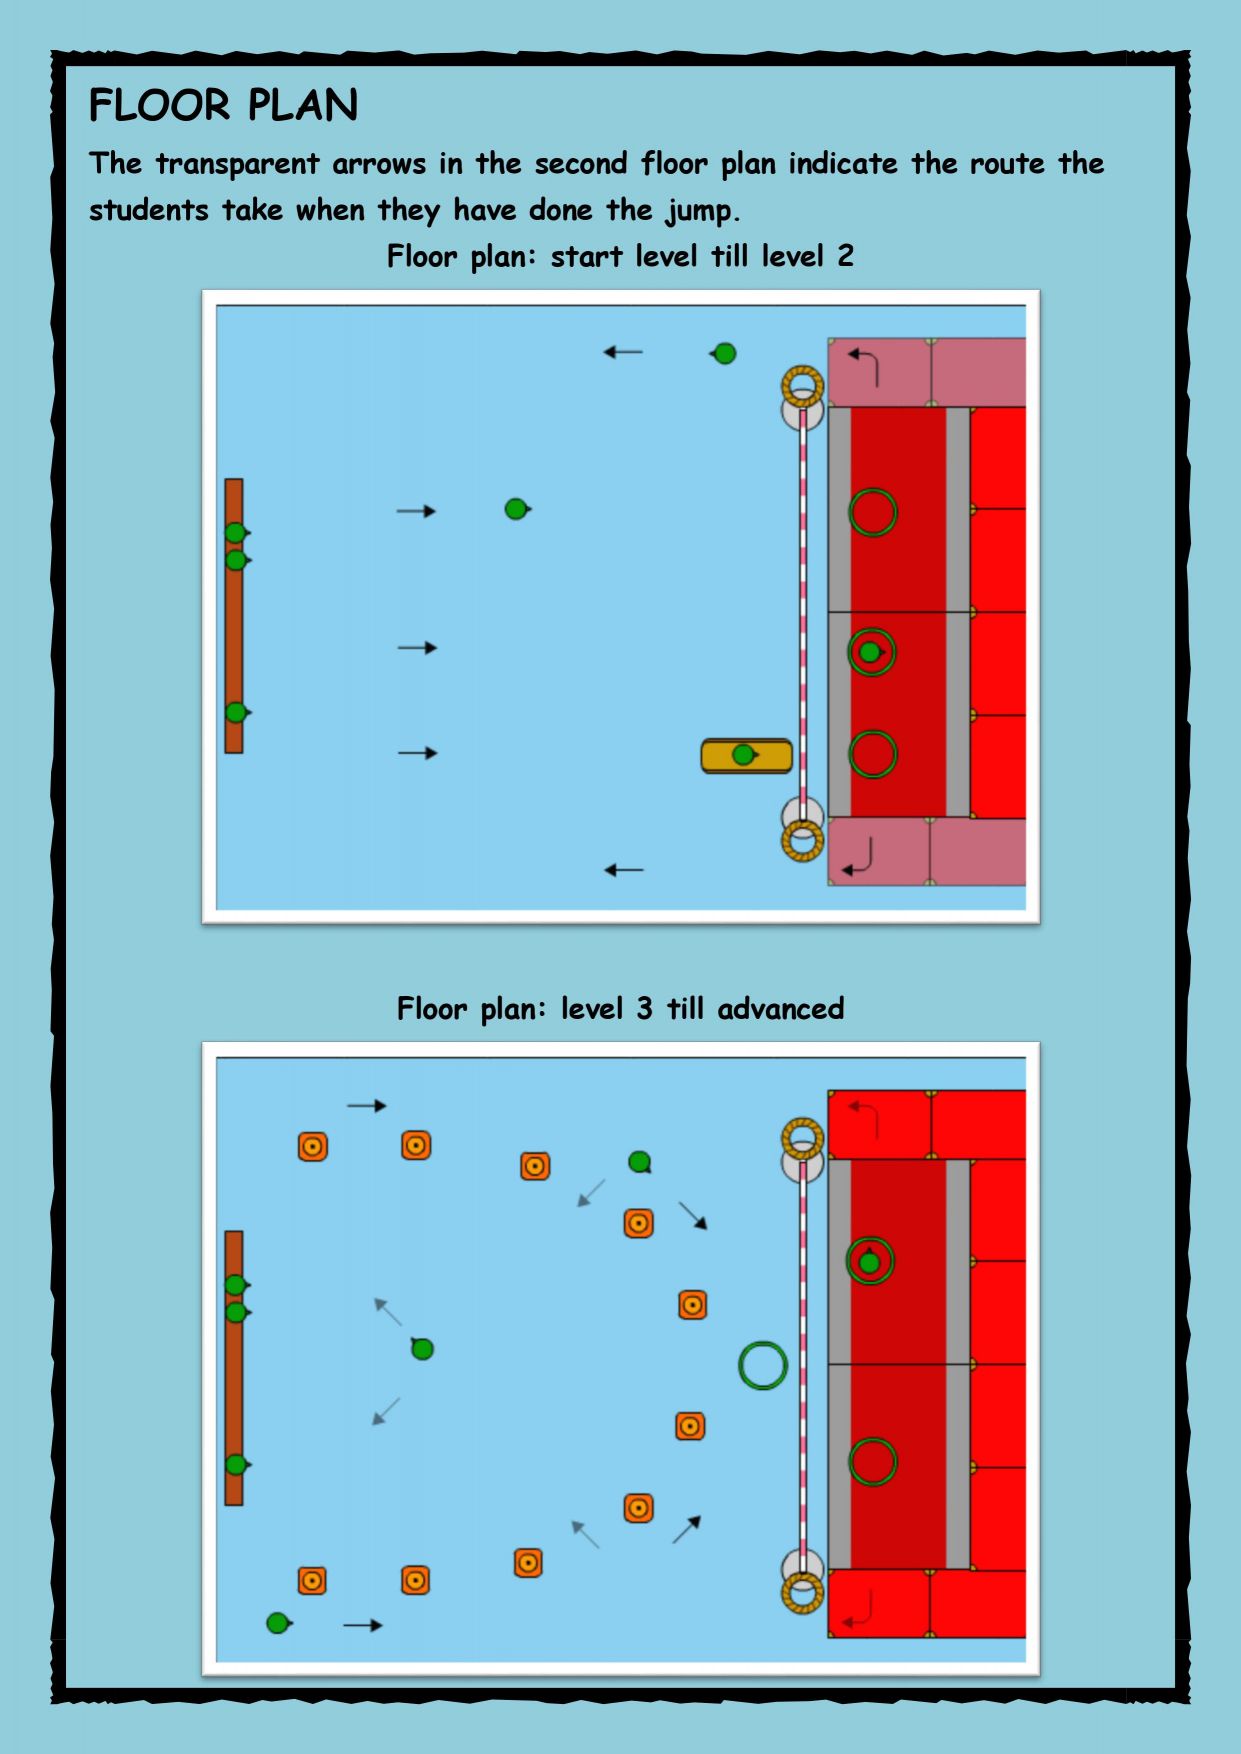 FLOOR PLAN
The transparent arrows in the second floor plan indicate the route the
students take when they have done the jump.
Floor plan: start level till level 2
Floor plan: level 3 till advanced